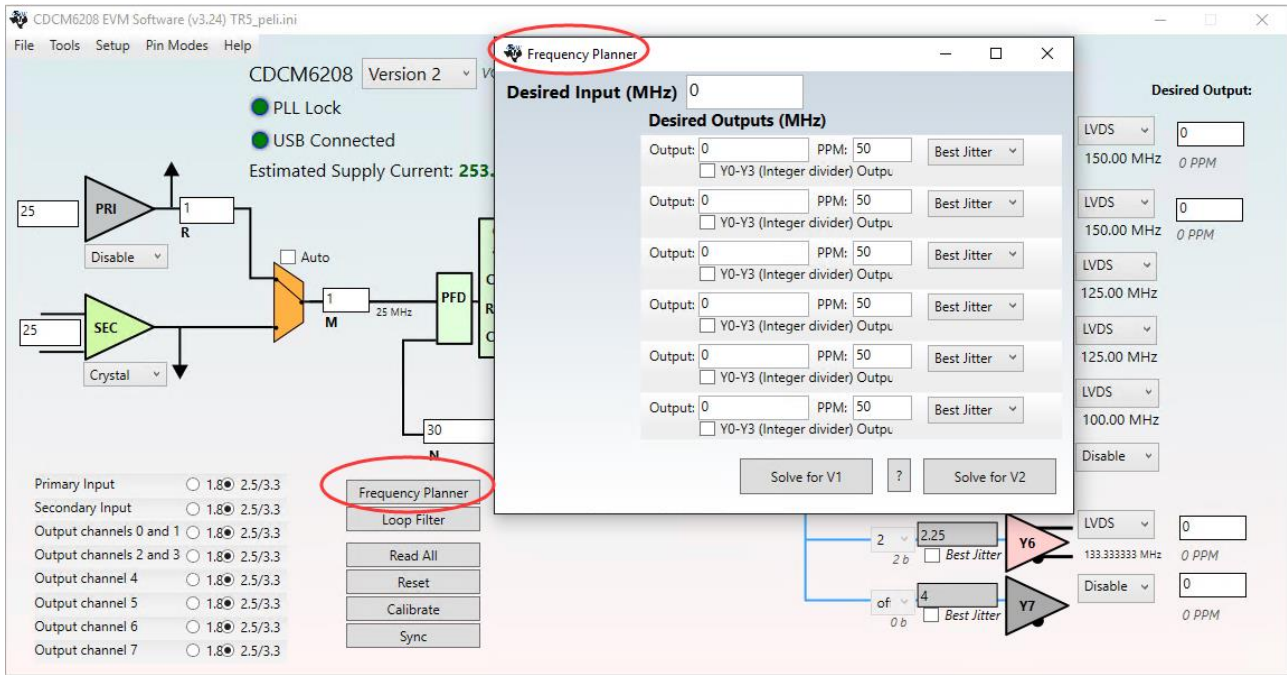 CDCM6208 EVM Software (v3.24) TR5_peli.ini
File Tools Setup Pin Modes Help
CDCM6208 Version 2
PLL Lock
USB Connected
Estimated Supply Current: 253.
25
PRI
1
R
Disable
Auto
25
SEC
Crystal
1
M
25 MHz
PFD
30
N
Primary Input 1.8 2.5/3.3
Secondary Input 1.8 2.5/3.3
Output channels 0 and 1 1.8 2.5/3.3
Output channels 2 and 3 1.8 2.5/3.3
Output channel 4 1.8 2.5/3.3
Output channel 5 1.8 2.5/3.3
Output channel 6 1.8 2.5/3.3
Output channel 7 1.8 2.5/3.3
Frequency Planner
Loop Filter
Read All
Reset
Calibrate
Sync
Frequency Planner
Desired Input (MHz) 0
Desired Outputs (MHz)
Output: 0 PPM: 50 Best Jitter
Y0-Y3 (Integer divider) Outpu
Output: 0 PPM: 50 Best Jitter
Y0-Y3 (Integer divider) Outpu
Output: 0 PPM: 50 Best Jitter
Y0-Y3 (Integer divider) Outpu
Output: 0 PPM: 50 Best Jitter
Y0-Y3 (Integer divider) Outpu
Output: 0 PPM: 50 Best Jitter
Y0-Y3 (Integer divider) Outpu
Output: 0 PPM: 50 Best Jitter
Y0-Y3 (Integer divider) Outpu
Solve for V1 ? Solve for V2
Desired Output:
LVDS 0
150.00 MHz 0 PPM
LVDS 0
150.00 MHz 0 PPM
LVDS
125.00 MHz
LVDS
125.00 MHz
LVDS
100.00 MHz
Disable
2 2.25 Y6 LVDS 0
2 b Best Jitter 133.333333 MHz 0 PPM
of 4 Y7 Disable 0
0 b Best Jitter 0 PPM